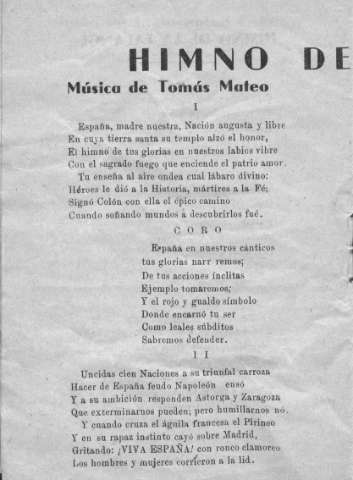 HIMNO DE
Música de Tomás Mateo
I
España, madre nuestra, Nación augusta y libre
En cuya tierra santa su templo alzó el honor,
El himno de tus glorias en nuestros labios vibre
Con el sagrado fuego que enciende el patrio amor.
Tu enseña al aire ondea cual lábaro divino:
Héroes le dió a la Historia, mártires a la Fé;
Signó Colón con ella el épico camino
Cuando soñando mundos a descubrirlos fué.
CORO
España en nuestros cánticos
tus glorias narr remos;
De tus acciones ínclitas
Ejemplo tomaremos;
Y el rojo y gualdo símbolo
Donde encarnó tu ser
Como leales súbditos
Sabremos defender.
II
Uncidas cien Naciones a su triunfal carroza
Hacer de España feudo Napoleón ensó
Y a su ambición responden Astorga y Zaragoza
Que exterminarnos pueden; pero humillarnos no.
Y cuando cruza el águila francesa el Pirineo
Y en su rapaz instinto cayó sobre Madrid,
Gritando: ¡VIVA ESPAÑA! con ronco clamoreo
Los hombres y mujeres corrieron a la lid.